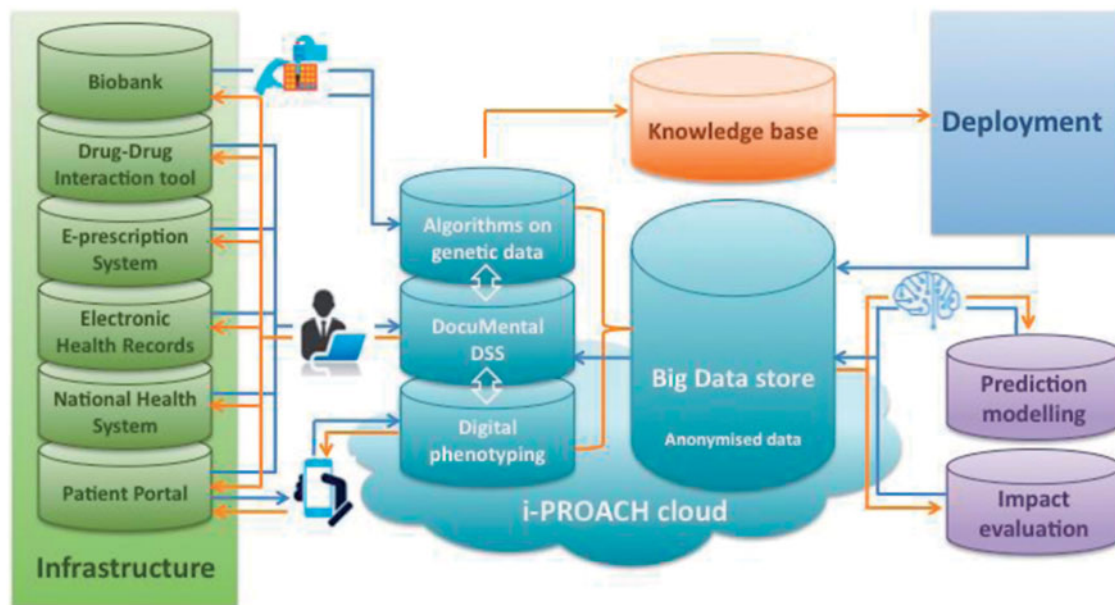 Biobank
Drug-Drug
Interaction tool
E-prescription
System
Electronic
Health Records
National Health
System
Patient Portal
Infrastructure
Algorithms on
genetic data
DocuMental
DSS
Digital
phenotyping
Knowledge base
Big Data store
Anonymised data
i-PROACH cloud
Deployment
Prediction
modelling
Impact
evaluation